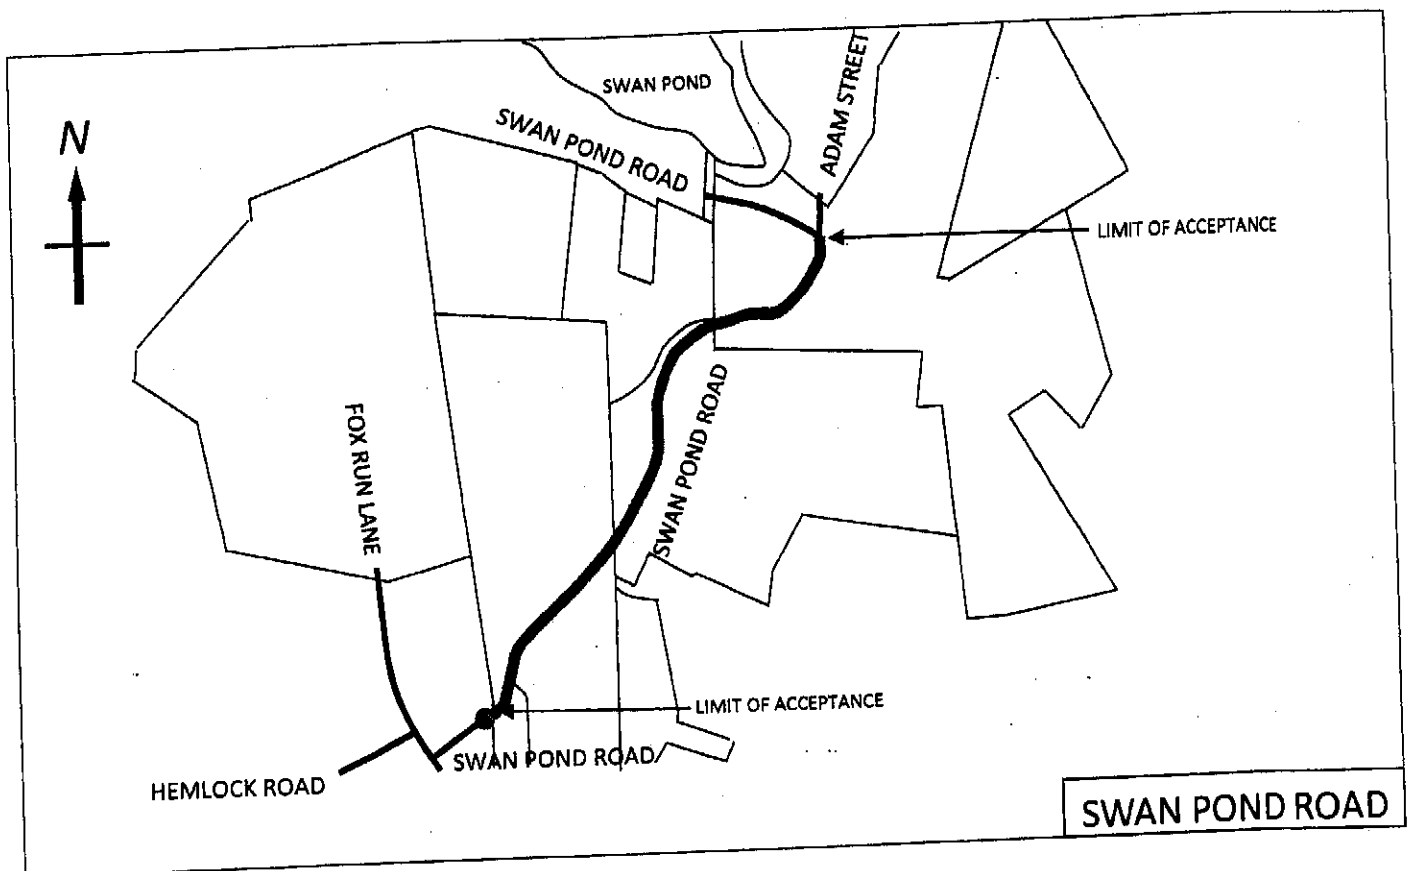 SWAN POND
ADAM STREET
SWAN POND ROAD
N
LIMIT OF ACCEPTANCE
SWAN POND ROAD
FOX RUN LANE
LIMIT OF ACCEPTANCE
SWAN POND ROAD
HEMLOCK ROAD
SWAN POND ROAD